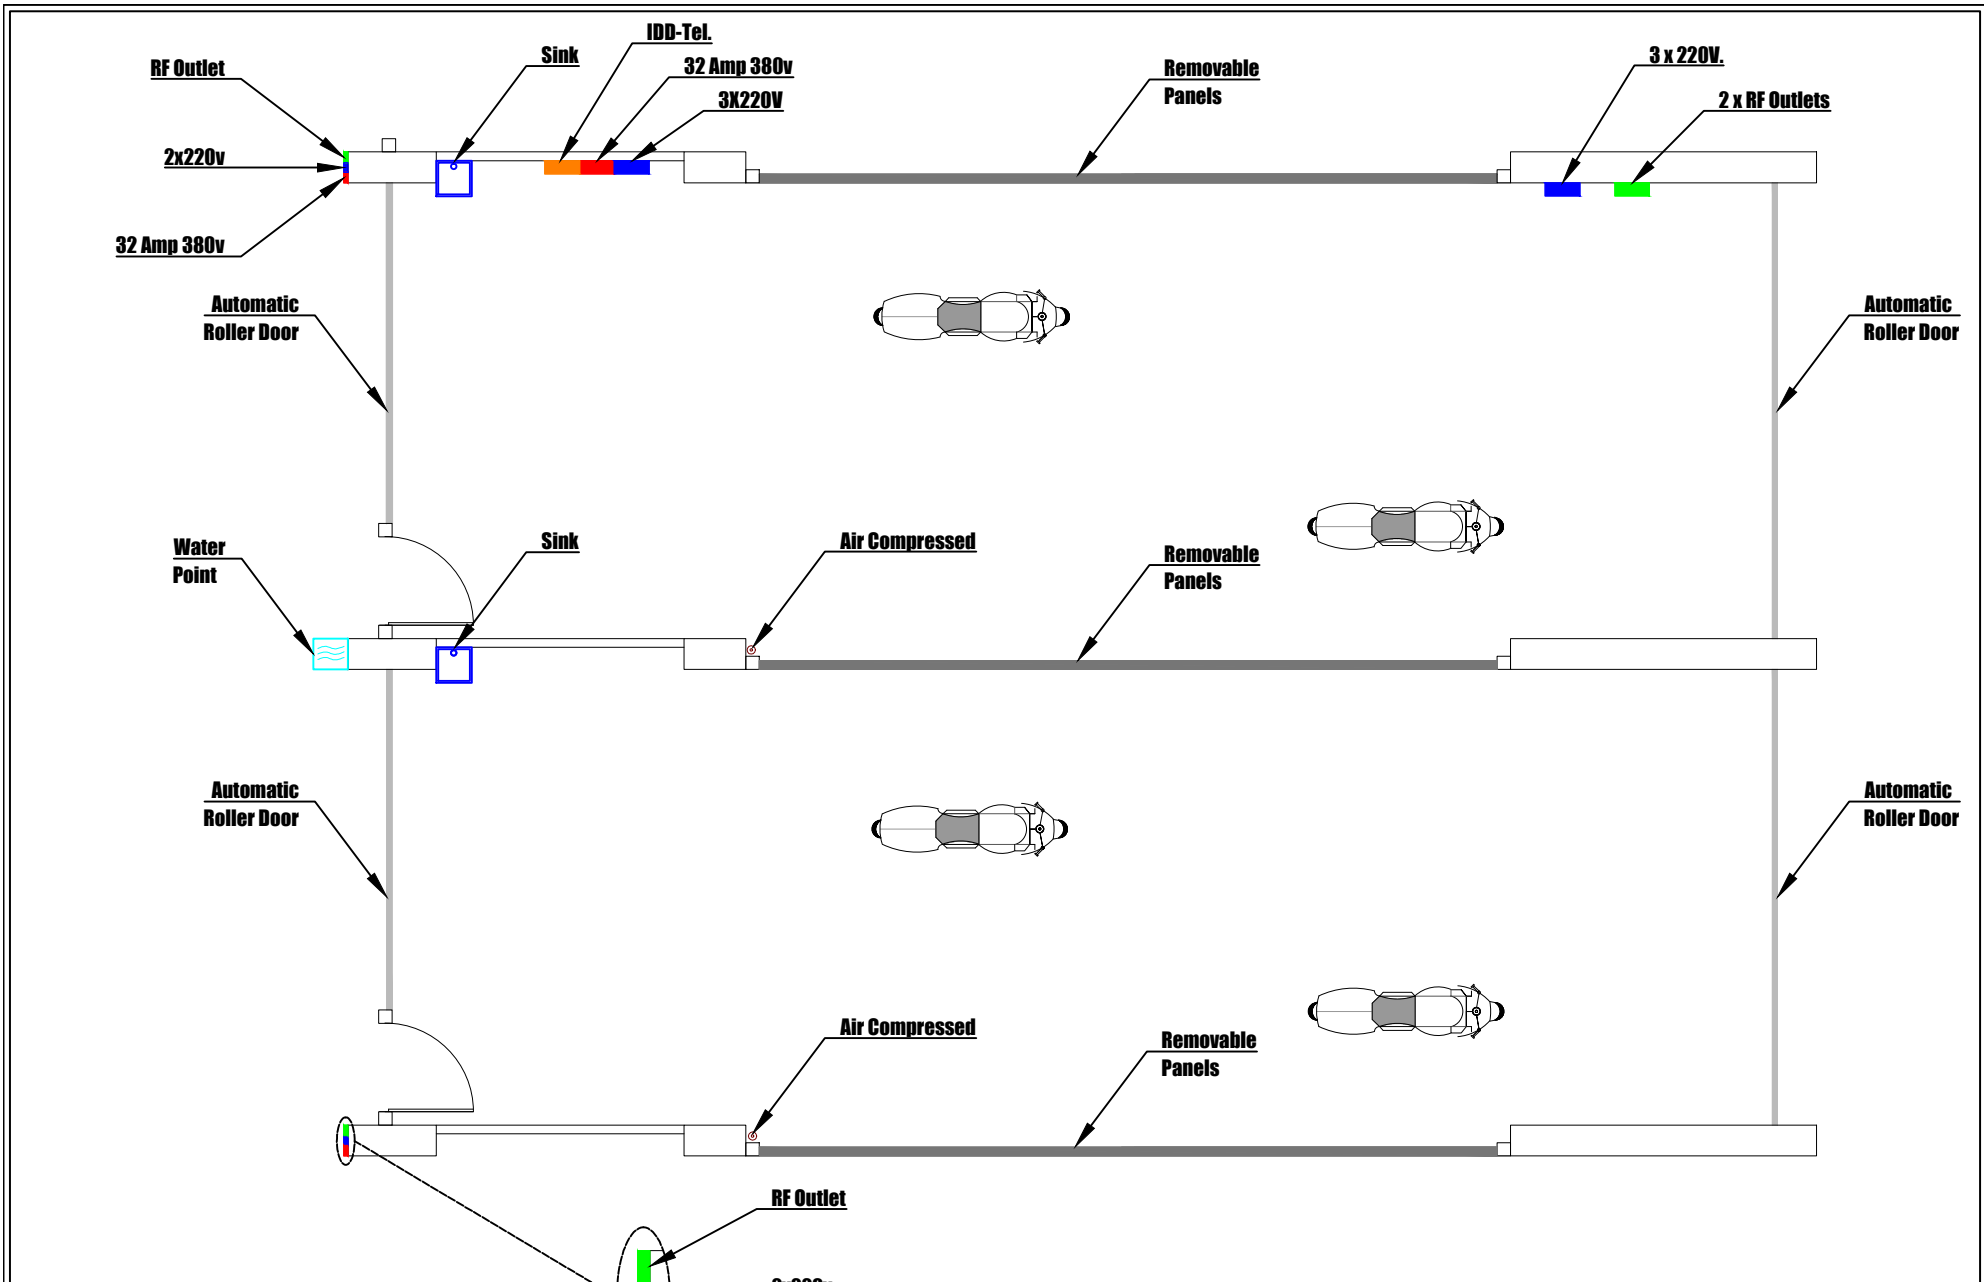 IDD-Tel.
Sink
3 x 220V.
RF Outlet
32 Amp 380v
Removable
Panels
3X220V
2 x RF Outlets
2x220v
32 Amp 380v
Automatic
Roller Door
Automatic
Roller Door
Water
Point
Sink
Air Compressed
Removable
Panels
Automatic
Roller Door
Automatic
Roller Door
Air Compressed
Removable
Panels
RF Outlet